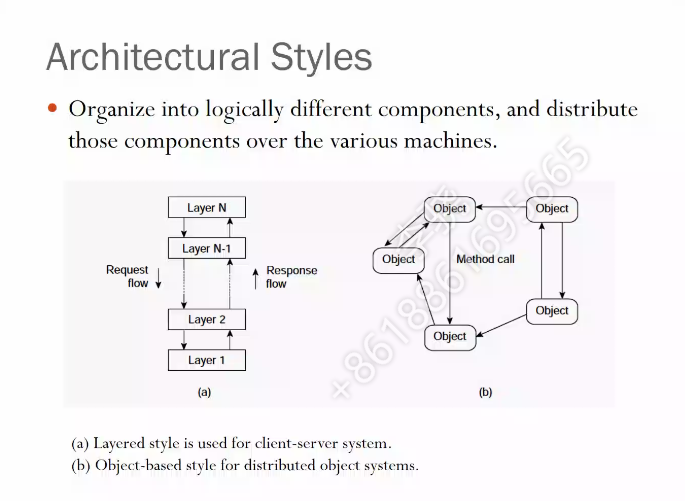 Architectural Styles
• Organize into logically different components, and distribute
those components over the various machines.
Layer N
Layer N-1
Request
flow
Response
flow
Layer 2
Layer 1
(a)
Object
Object
Object
Method call
Object
Object
(b)
(a) Layered style is used for client-server system.
(b) Object-based style for distributed object systems.
+8618861695665